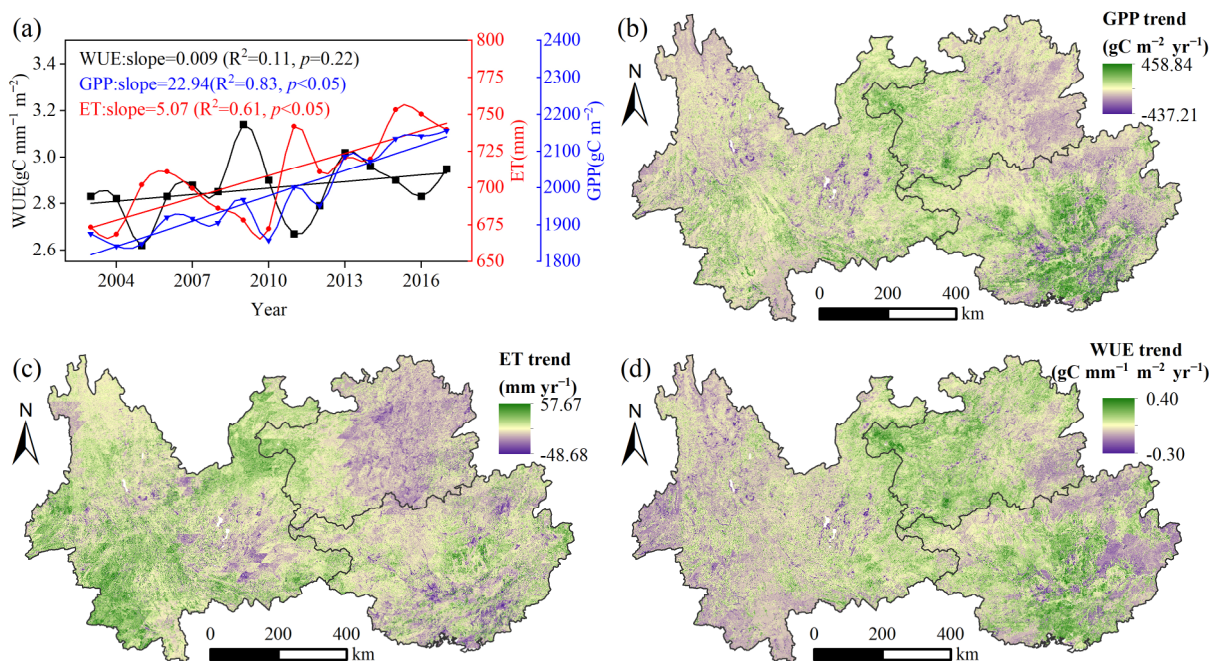 (a)
WUE:slope=0.009 (R²=0.11, p=0.22)
GPP:slope=22.94(R²=0.83, p<0.05)
ET:slope=5.07 (R²=0.61, p<0.05)
3.4
3.2
3.0
2.8
2.6
WUE(gC mm⁻¹ m⁻²)
800
775
750
725
700
675
650
ET(mm)
2400
2300
2200
2100
2000
1900
1800
GPP(gC m⁻²)
2004 2007 2010 2013 2016
Year
(b)
N
GPP trend
(gC m⁻² yr⁻¹)
458.84
-437.21
0 200 400
km
(c)
N
ET trend
(mm yr⁻¹)
57.67
-48.68
0 200 400
km
(d)
N
WUE trend
(gC mm⁻¹ m⁻² yr⁻¹)
0.40
-0.30
0 200 400
km